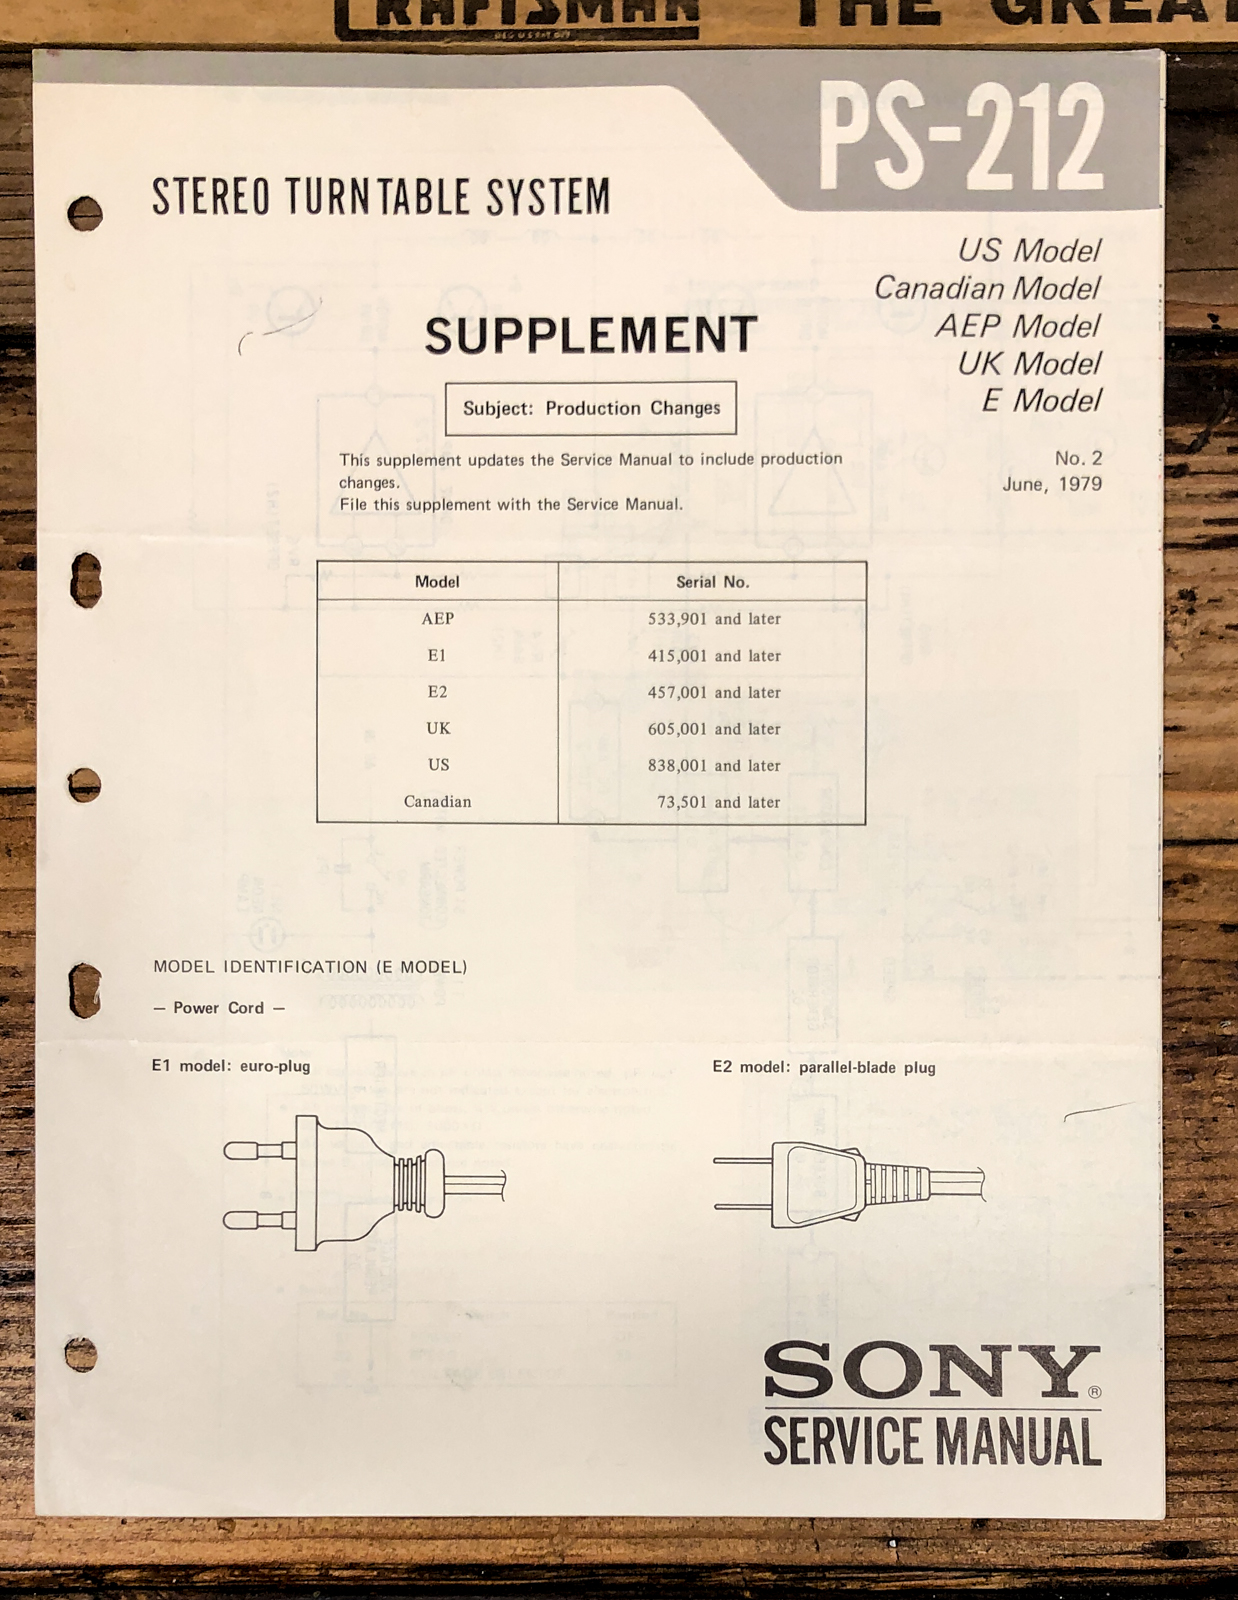 THE GREAT
PS-212
STEREO TURNTABLE SYSTEM
US Model
Canadian Model
AEP Model
UK Model
E Model
SUPPLEMENT
Subject: Production Changes
This supplement updates the Service Manual to include production
changes.
File this supplement with the Service Manual.
No. 2
June, 1979
Model Serial No.
AEP 533,901 and later
E1 415,001 and later
E2 457,001 and later
UK 605,001 and later
US 838,001 and later
Canadian 73,501 and later
MODEL IDENTIFICATION (E MODEL)
— Power Cord —
E1 model: euro-plug
E2 model: parallel-blade plug
SONY®
SERVICE MANUAL